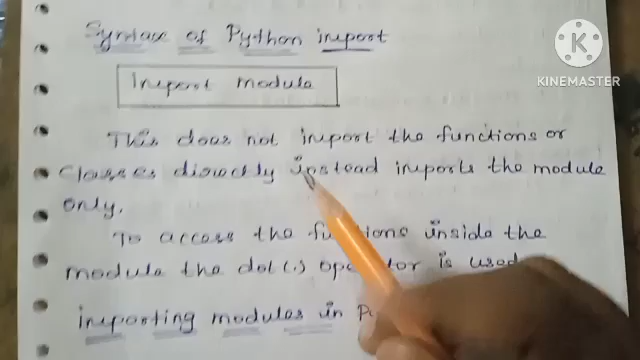 Syntax of Python import
KINEMASTER
import module
This does not import the functions or
classes directly instead imports the module
only.
To access the functions inside the
module the dot(.) operator is used
importing modules in